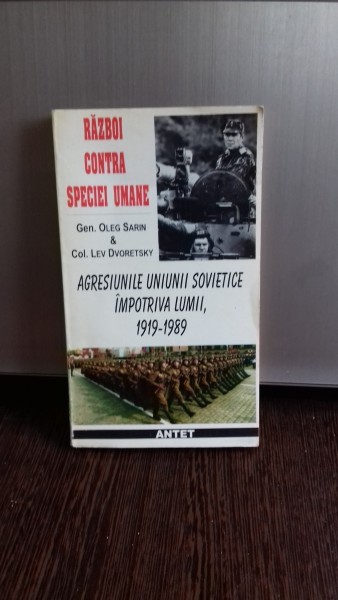 RĂZBOI
CONTRA
SPECIEI UMANE
GEN. OLEG SARIN
&
COL. LEV DVORETSKY
AGRESIUNILE UNIUNII SOVIETICE
ÎMPOTRIVA LUMII,
1919-1989
ANTET